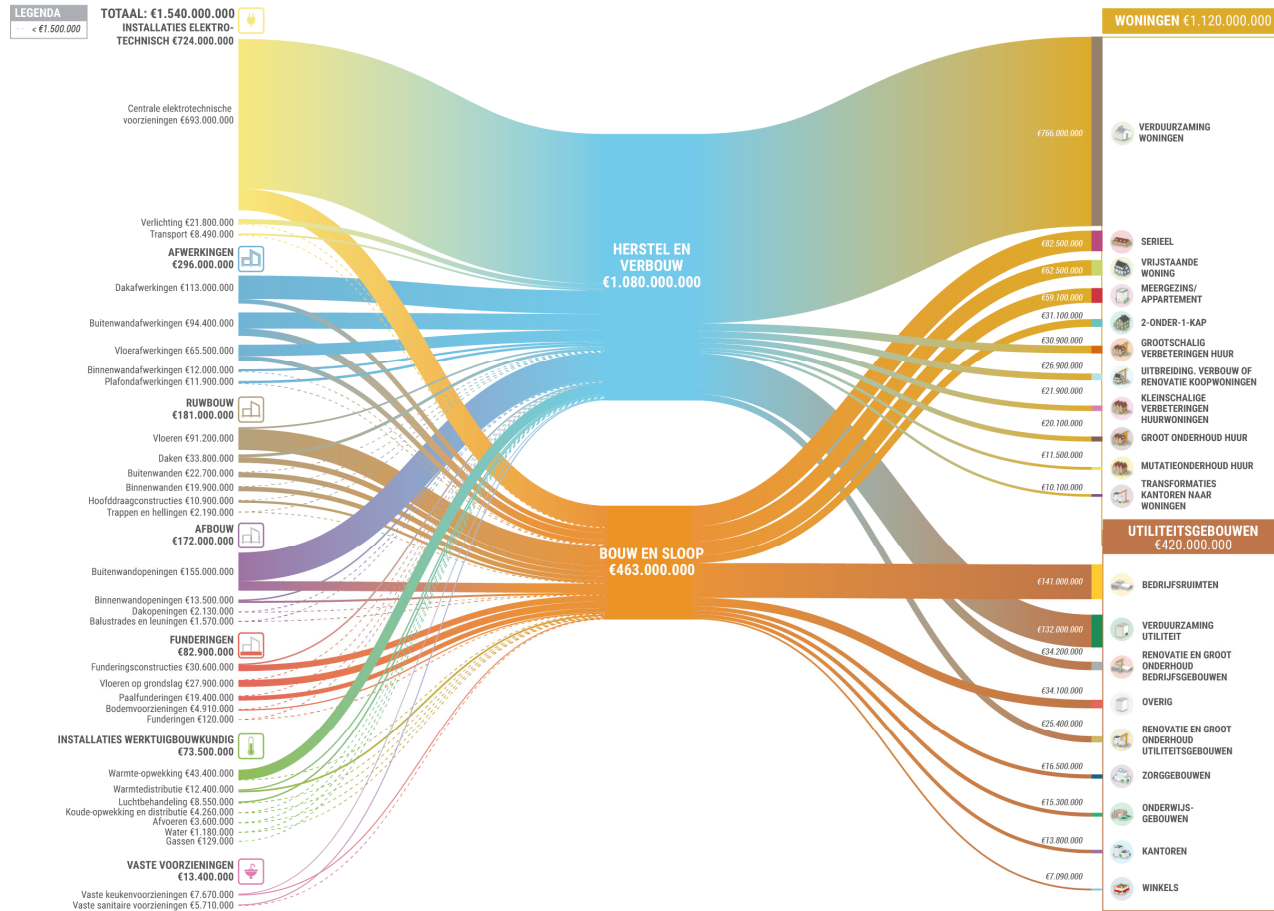 LEGENDA
< €1.500.000
TOTAAL: €1.540.000.000
INSTALLATIES ELEKTRO-
TECHNISCH €724.000.000
Centrale elektrotechnische
voorzieningen €693.000.000
Verlichting €21.800.000
Transport €8.490.000
AFWERKINGEN
€296.000.000
Dakafwerkingen €113.000.000
Buitenwandafwerkingen €94.400.000
Vloerafwerkingen €65.500.000
Binnenwandafwerkingen €12.000.000
Plafondafwerkingen €11.900.000
RUWBOUW
€181.000.000
Vloeren €91.200.000
Daken €33.800.000
Buitenwanden €22.700.000
Binnenwanden €19.900.000
Hoofddraagconstructies €10.900.000
Trappen en hellingen €2.190.000
AFBOUW
€172.000.000
Buitenwandopeningen €155.000.000
Binnenwandopeningen €13.500.000
Dakopeningen €2.130.000
Balustrades en leuningen €1.570.000
FUNDERINGEN
€82.900.000
Funderingsconstructies €30.600.000
Vloeren op grondslag €27.900.000
Paalfunderingen €19.400.000
Bodemvoorzieningen €4.910.000
Funderingen €120.000
INSTALLATIES WERKTUIGBOUWKUNDIG
€73.500.000
Warmte-opwekking €43.400.000
Warmtedistributie €12.400.000
Luchtbehandeling €8.550.000
Koude-opwekking en distributie €4.260.000
Afvoeren €3.600.000
Water €1.180.000
Gassen €129.000
VASTE VOORZIENINGEN
€13.400.000
Vaste keukenvoorzieningen €7.670.000
Vaste sanitaire voorzieningen €5.710.000
HERSTEL EN
VERBOUW
€1.080.000.000
BOUW EN SLOOP
€463.000.000
WONINGEN €1.120.000.000
€766.000.000
VERDUURZAMING
WONINGEN
€82.500.000
SERIEEL
€62.500.000
VRIJSTAANDE
WONING
€59.100.000
MEERGEZINS/
APPARTEMENT
€31.100.000
2-ONDER-1-KAP
€30.900.000
GROOTSCHALIG
VERBETERINGEN HUUR
€26.900.000
UITBREIDING. VERBOUW OF
RENOVATIE KOOPWONINGEN
€21.900.000
KLEINSCHALIGE
VERBETERINGEN
HUURWONINGEN
€20.100.000
GROOT ONDERHOUD HUUR
€11.500.000
MUTATIEONDERHOUD HUUR
€10.100.000
TRANSFORMATIES
KANTOREN NAAR
WONINGEN
UTILITEITSGEBOUWEN
€420.000.000
€141.000.000
BEDRIJFSRUIMTEN
€132.000.000
VERDUURZAMING
UTILITEIT
€34.200.000
RENOVATIE EN GROOT
ONDERHOUD
BEDRIJFSGEBOUWEN
€34.100.000
OVERIG
€25.400.000
RENOVATIE EN GROOT
ONDERHOUD
UTILITEITSGEBOUWEN
€16.500.000
ZORGGEBOUWEN
€15.300.000
ONDERWIJS-
GEBOUWEN
€13.800.000
KANTOREN
€7.090.000
WINKELS